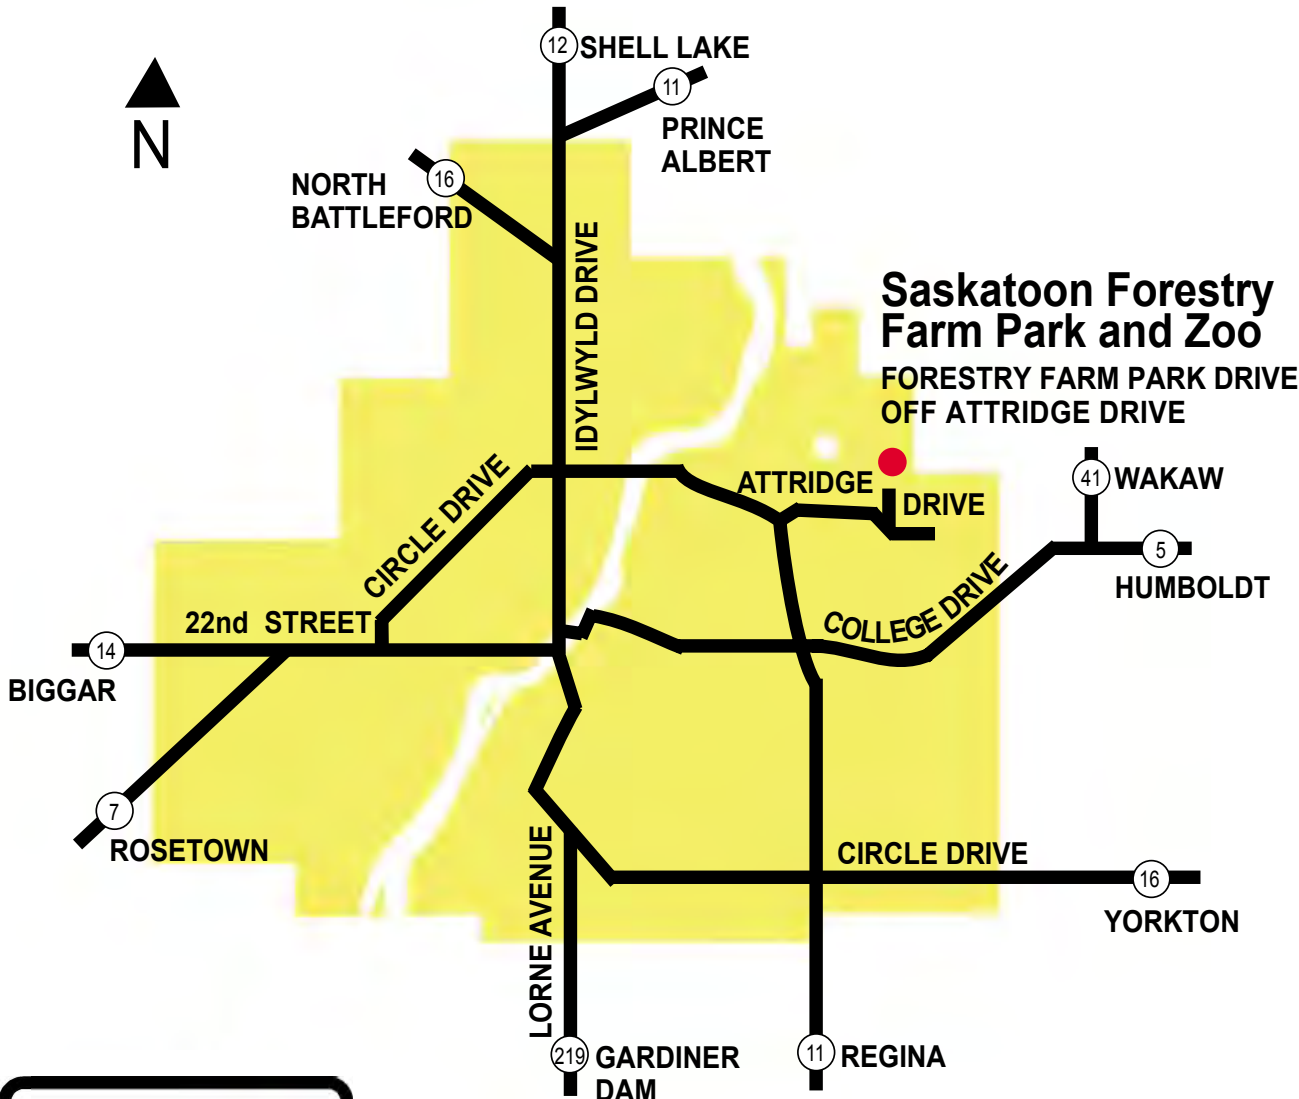 12 SHELL LAKE
11
PRINCE
ALBERT
N
16
NORTH
BATTLEFORD
IDYLWYLD DRIVE
Saskatoon Forestry
Farm Park and Zoo
FORESTRY FARM PARK DRIVE
OFF ATTRIDGE DRIVE
ATTRIDGE
DRIVE
41 WAKAW
5
HUMBOLDT
CIRCLE DRIVE
22nd STREET
COLLEGE DRIVE
14
BIGGAR
7
ROSETOWN
LORNE AVENUE
CIRCLE DRIVE
16
YORKTON
219 GARDINER
DAM
11 REGINA